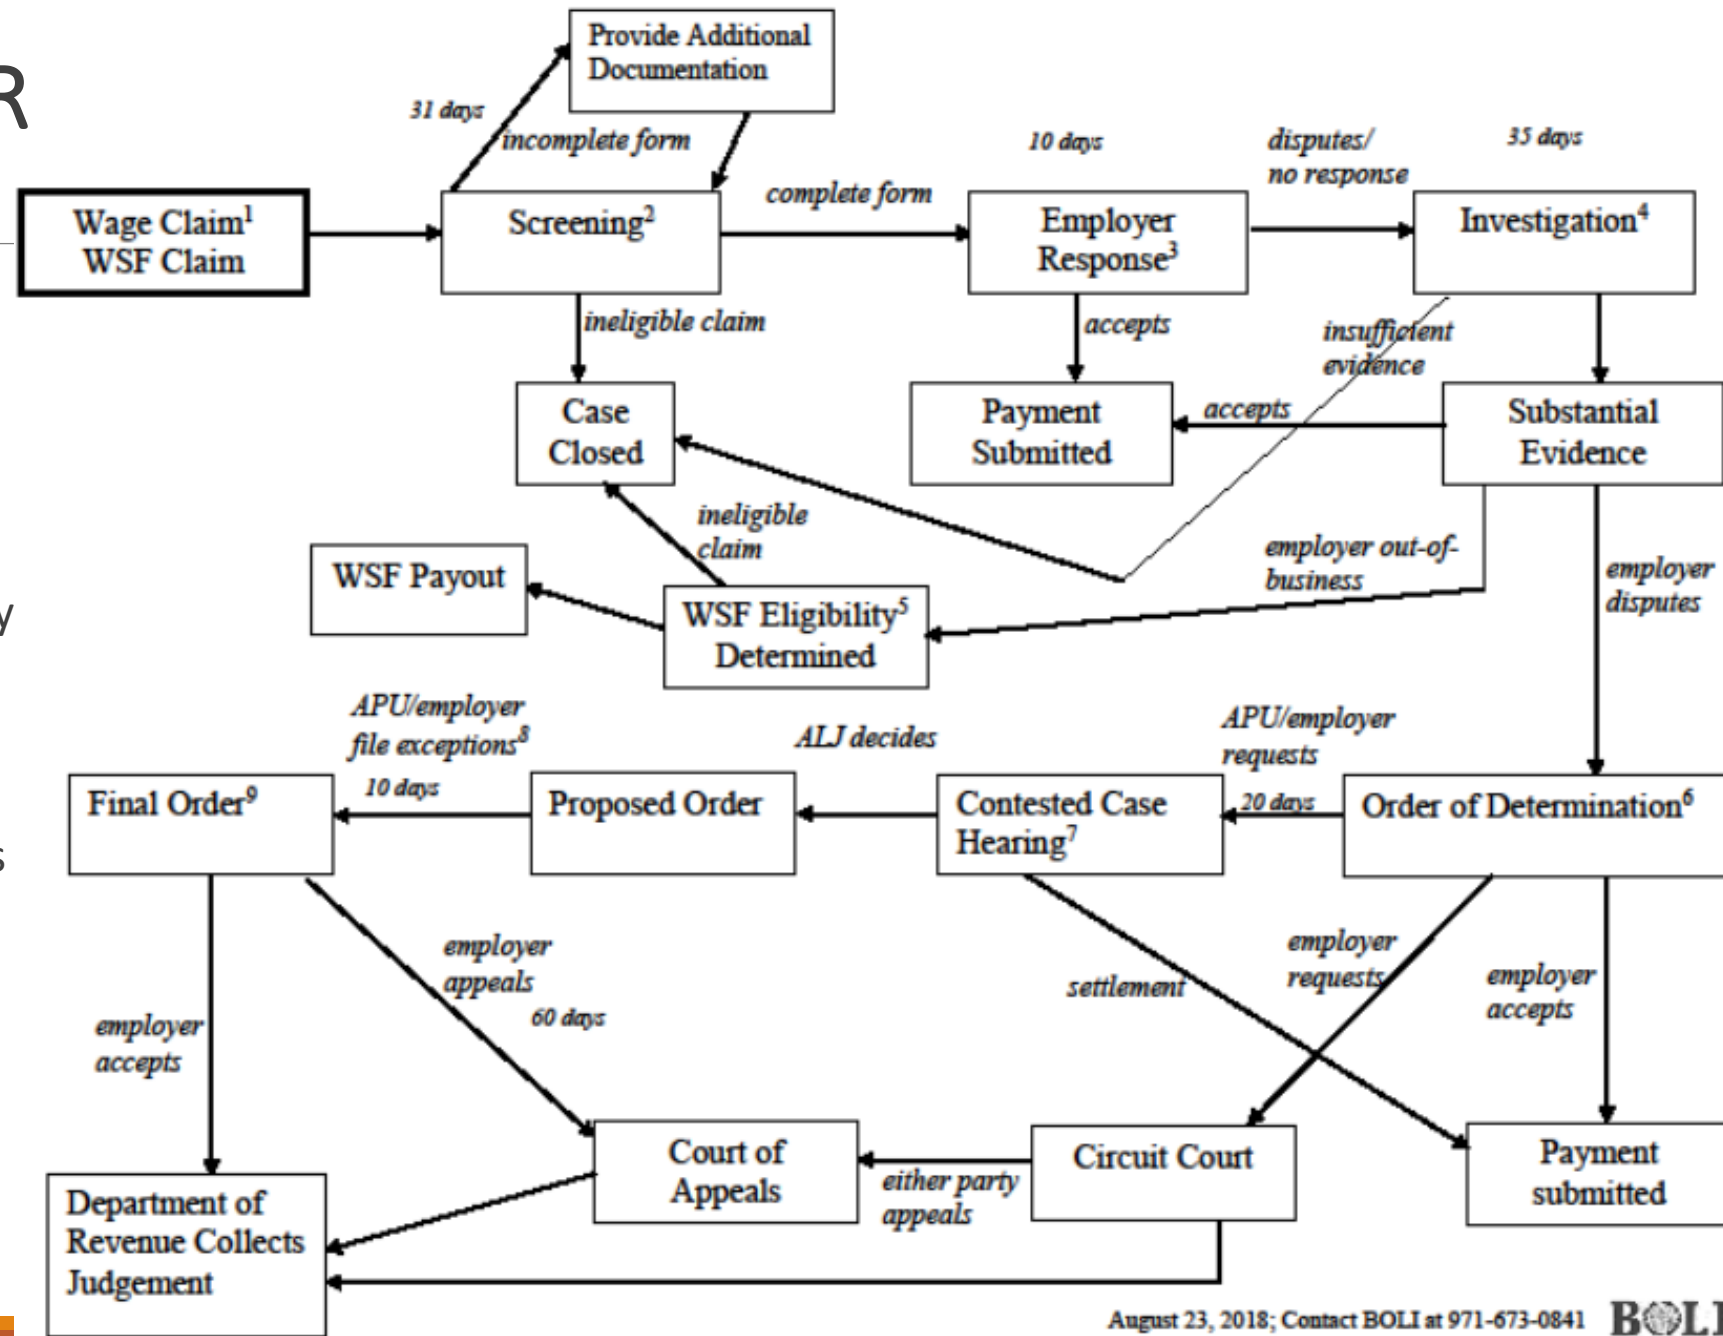 R
Provide Additional
Documentation
31 days
incomplete form
10 days
disputes/
no response
35 days
Wage Claim¹
WSF Claim
Screening²
complete form
Employer
Response³
Investigation⁴
ineligible claim
accepts
insufficient
evidence
Case
Closed
Payment
Submitted
accepts
Substantial
Evidence
ineligible
claim
employer out-of-
business
employer
disputes
WSF Payout
WSF Eligibility⁵
Determined
y
APU/employer
file exceptions⁸
10 days
ALJ decides
APU/employer
requests
20 days
Final Order⁹
Proposed Order
Contested Case
Hearing⁷
Order of Determination⁶
s
employer
appeals
60 days
settlement
employer
requests
employer
accepts
employer
accepts
Court of
Appeals
either party
appeals
Circuit Court
Payment
submitted
Department of
Revenue Collects
Judgement
August 23, 2018; Contact BOLI at 971-673-0841
BOLI